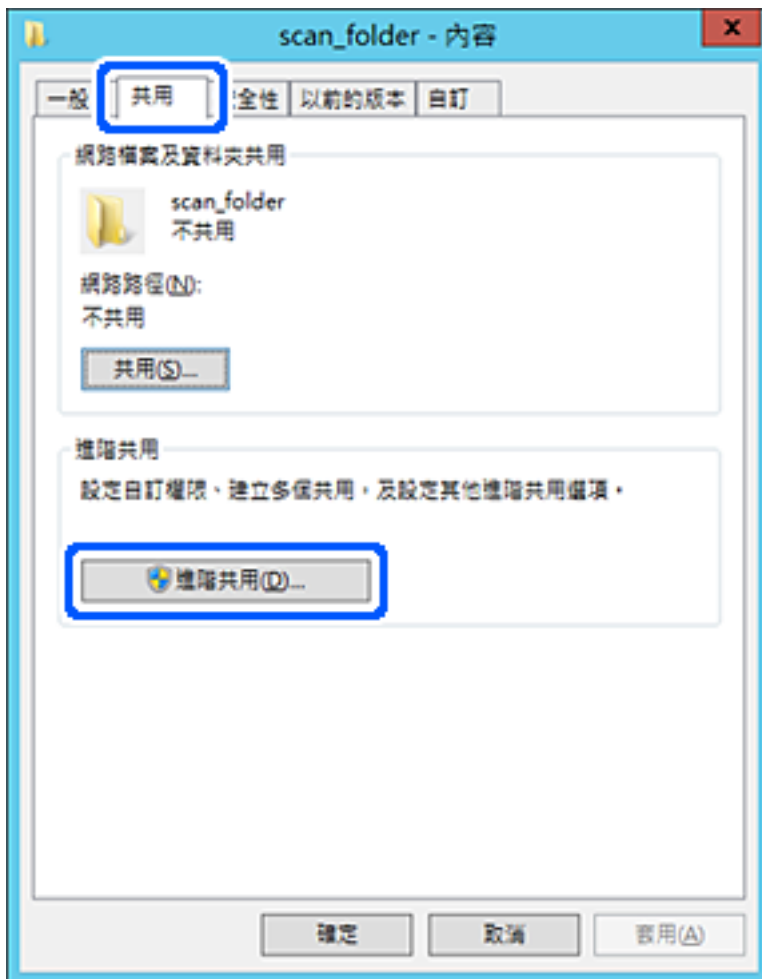 scan_folder - 內容
x
一般 共用 全性 以前的版本 自訂
網路檔案及資料夾共用
scan_folder
不共用
網路路徑(N):
不共用
共用(S)...
進階共用
設定自訂權限、建立多個共用，及設定其他進階共用選項。
進階共用(D)...
確定 取消 套用(A)